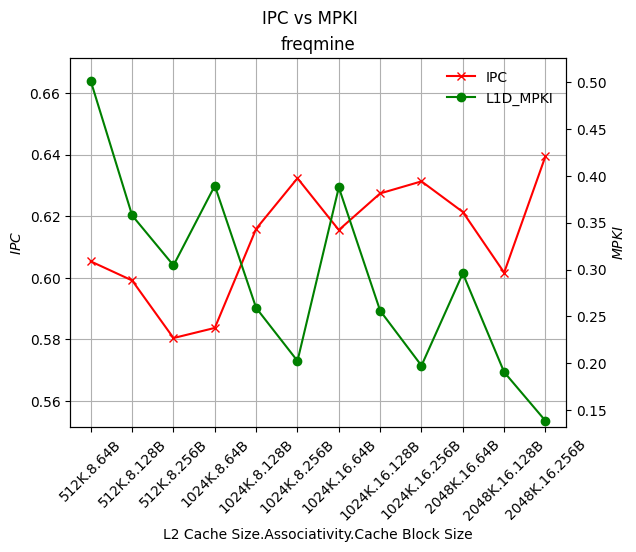 IPC vs MPKI
freqmine
IPC
L1D_MPKI
0.66
0.64
0.62
0.60
0.58
0.56
IPC
0.50
0.45
0.40
0.35
0.30
0.25
0.20
0.15
MPKI
512K.8.64B
512K.8.128B
512K.8.256B
1024K.8.64B
1024K.8.128B
1024K.8.256B
1024K.16.64B
1024K.16.128B
1024K.16.256B
2048K.16.64B
2048K.16.128B
2048K.16.256B
L2 Cache Size.Associativity.Cache Block Size